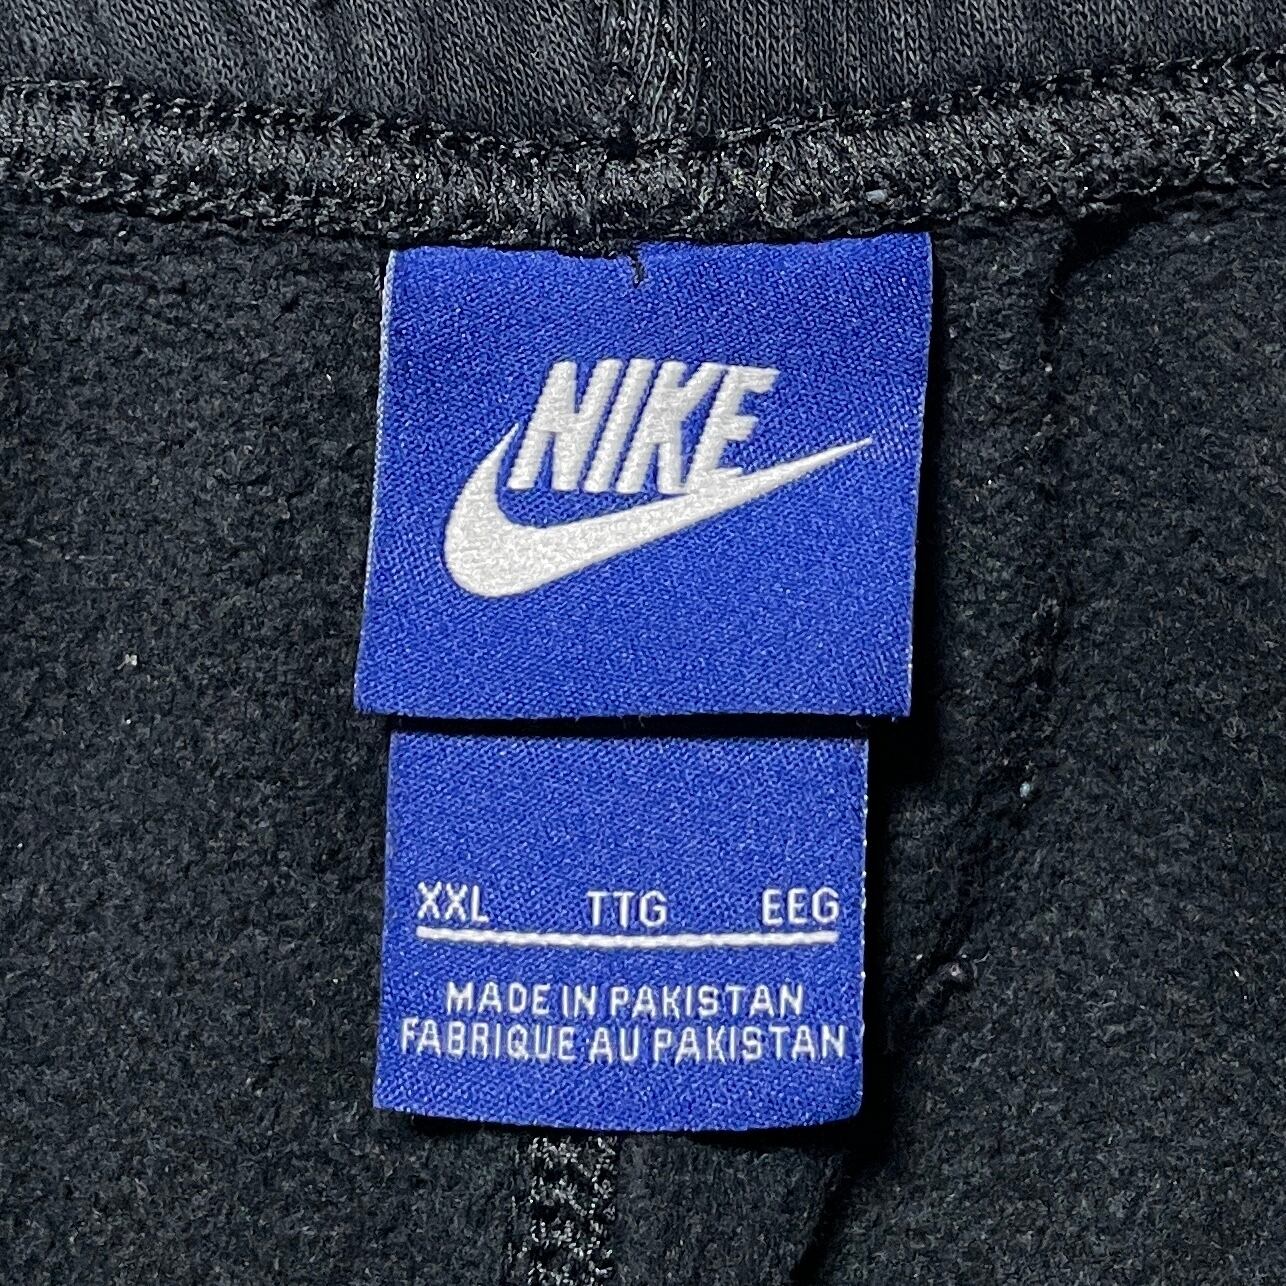 NIKE
XXL TTG EEG
MADE IN PAKISTAN
FABRIQUE AU PAKISTAN